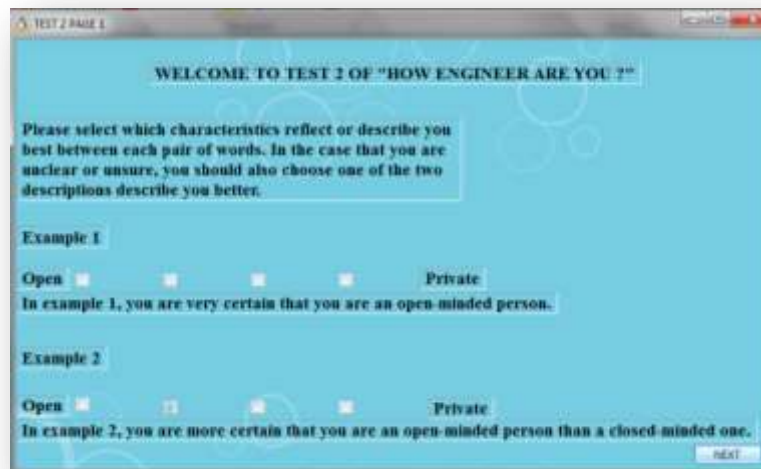 TEST 2 PAGE 1
WELCOME TO TEST 2 OF "HOW ENGINEER ARE YOU ?"
Please select which characteristics reflect or describe you
best between each pair of words. In the case that you are
unclear or unsure, you should also choose one of the two
descriptions describe you better.
Example 1
Open Private
In example 1, you are very certain that you are an open-minded person.
Example 2
Open Private
In example 2, you are more certain that you are an open-minded person than a closed-minded one.
NEXT